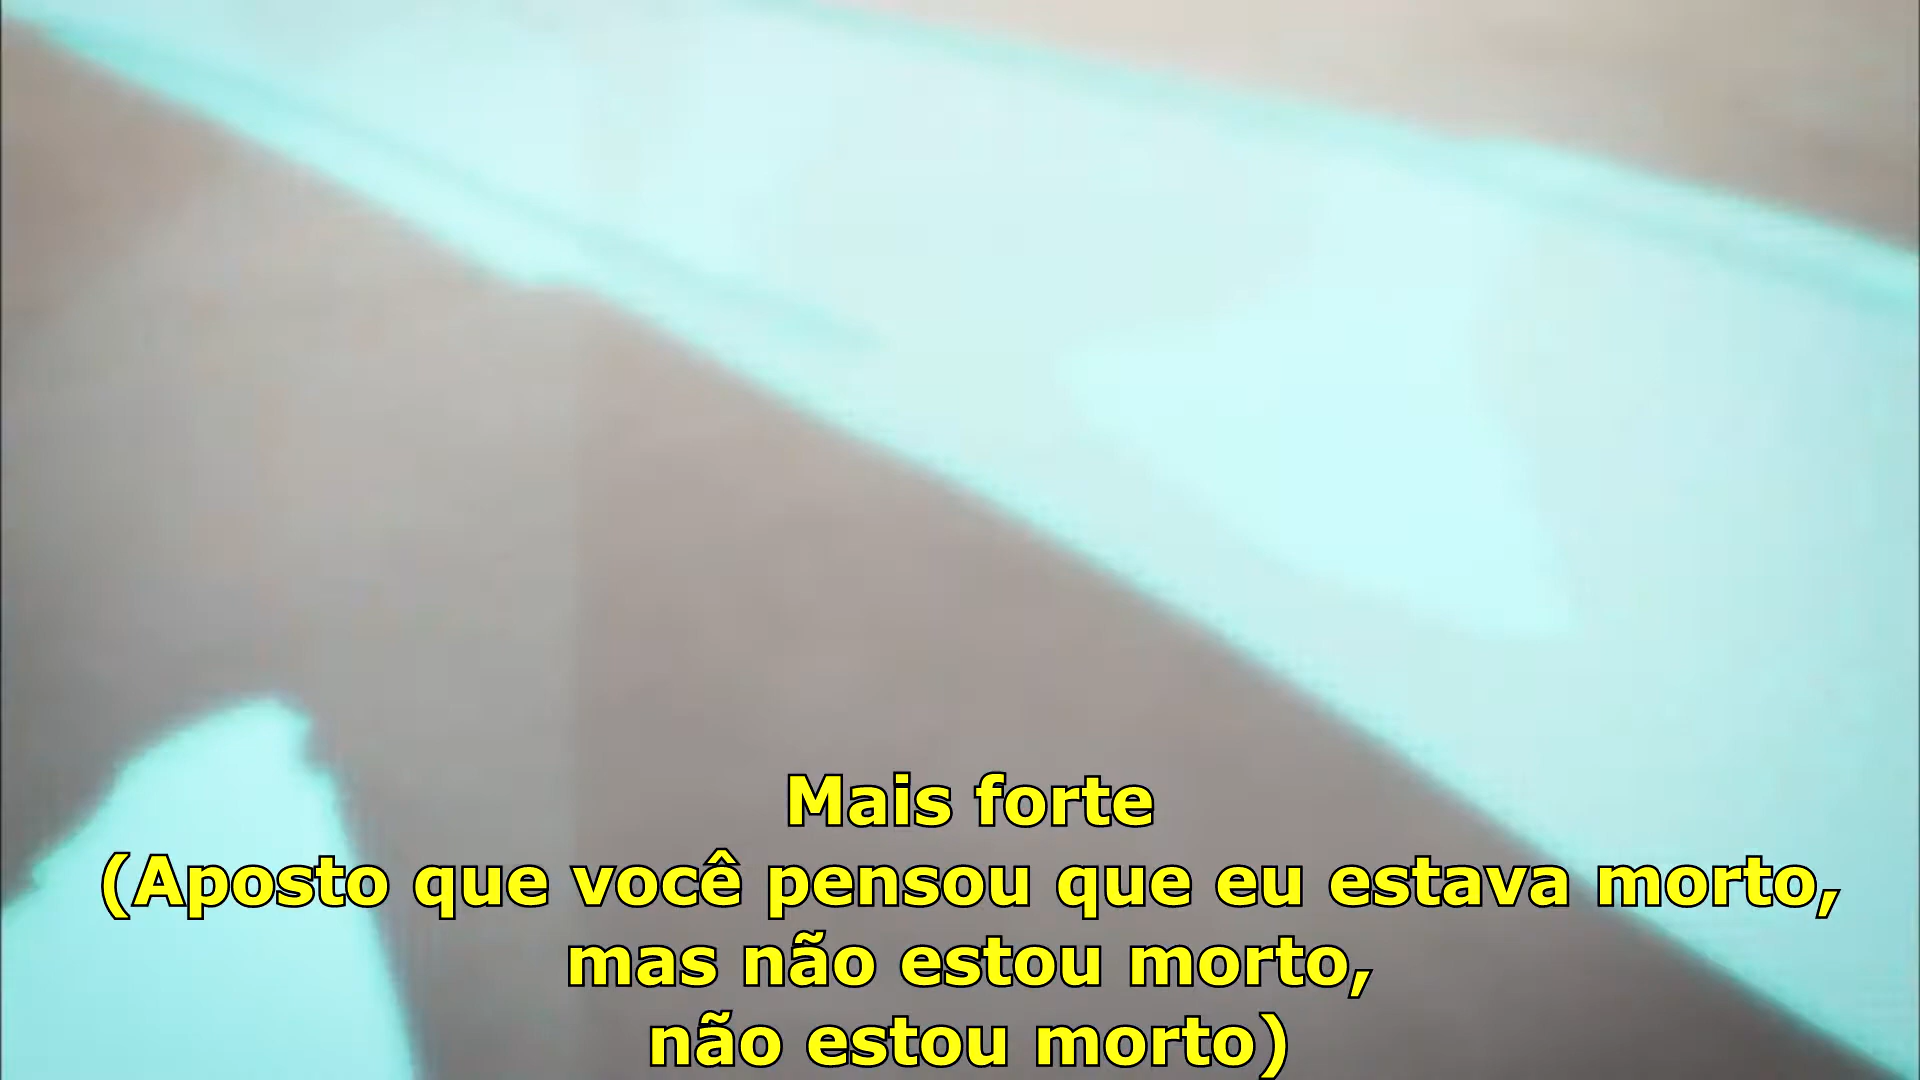 Mais forte
(Aposto que você pensou que eu estava morto,
mas não estou morto,
não estou morto)